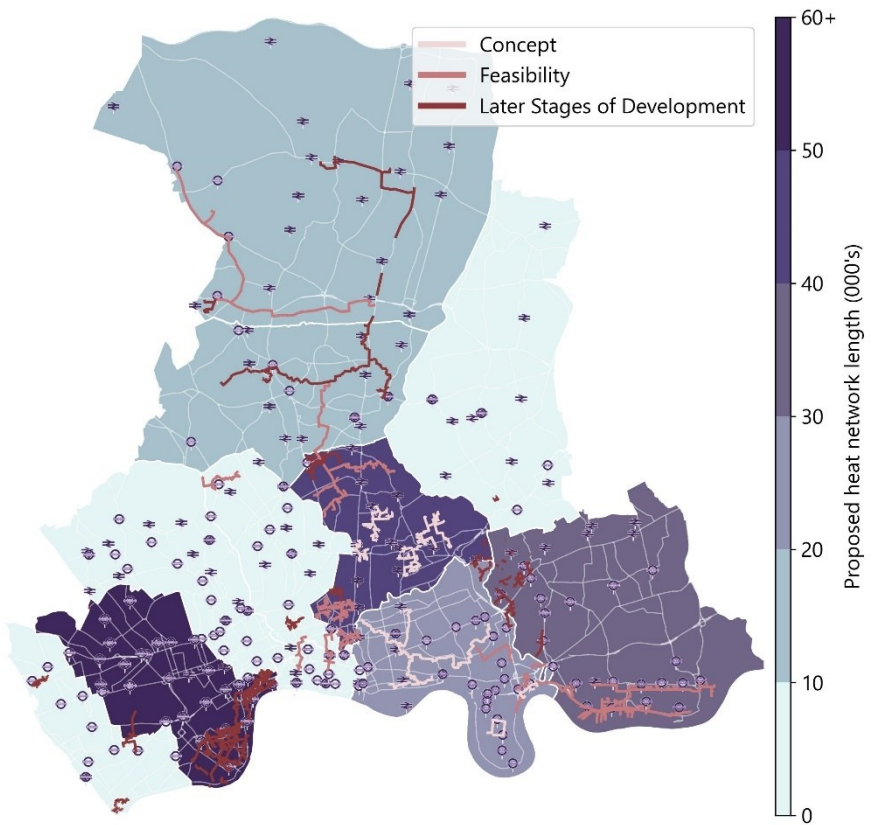 Concept
Feasibility
Later Stages of Development
60+
50
40
30
20
10
0
Proposed heat network length (000's)